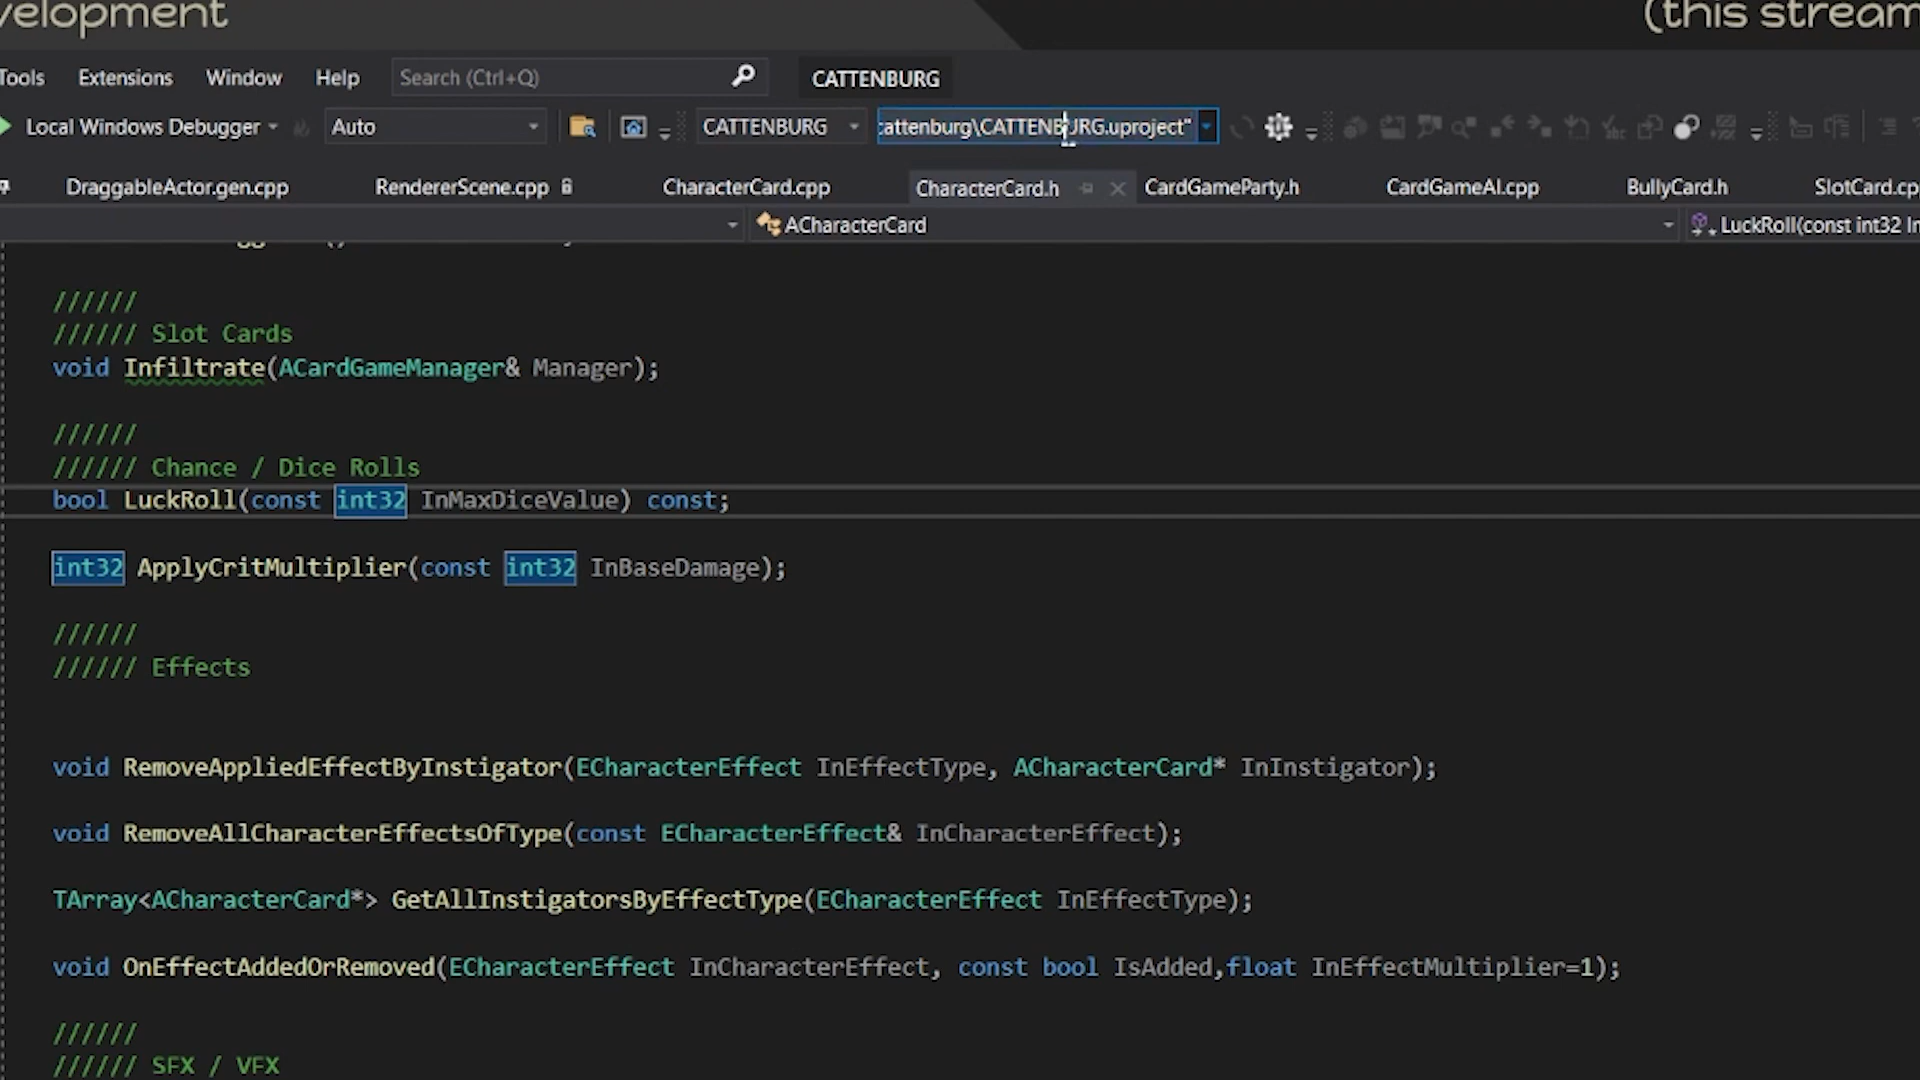 velopment
(this stream
Tools Extensions Window Help Search (Ctrl+Q) CATTENBURG
Local Windows Debugger Auto CATTENBURG cattenburg\CATTENBURG.uproject"
DraggableActor.gen.cpp RendererScene.cpp CharacterCard.cpp CharacterCard.h CardGameParty.h CardGameAI.cpp BullyCard.h SlotCard.cp
ACharacterCard LuckRoll(const int32 In
//////
////// Slot Cards
void Infiltrate(ACardGameManager& Manager);
//////
////// Chance / Dice Rolls
bool LuckRoll(const int32 InMaxDiceValue) const;
int32 ApplyCritMultiplier(const int32 InBaseDamage);
//////
////// Effects
void RemoveAppliedEffectByInstigator(ECharacterEffect InEffectType, ACharacterCard* InInstigator);
void RemoveAllCharacterEffectsOfType(const ECharacterEffect& InCharacterEffect);
TArray<ACharacterCard*> GetAllInstigatorsByEffectType(ECharacterEffect InEffectType);
void OnEffectAddedOrRemoved(ECharacterEffect InCharacterEffect, const bool IsAdded,float InEffectMultiplier=1);
//////
////// SFX / VFX